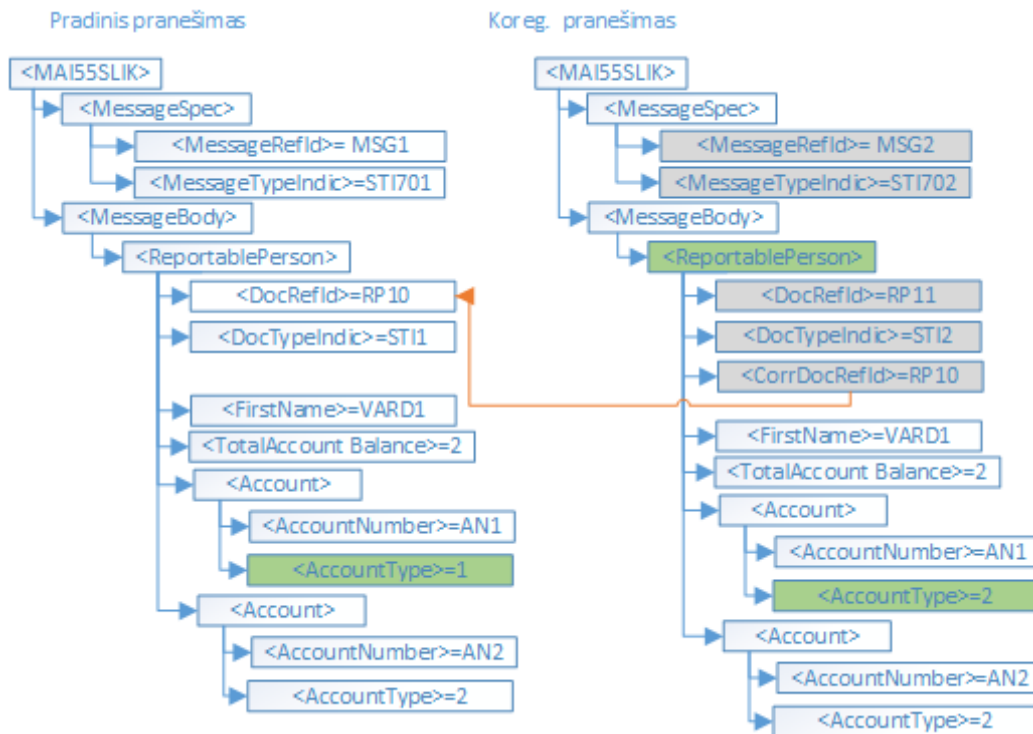 Pradinis pranešimas
<MAI55SLIK>
<MessageSpec>
<MessageRefId>= MSG1
<MessageTypeIndic>=STI701
<MessageBody>
<ReportablePerson>
<DocRefId>=RP10
<DocTypeIndic>=STI1
<FirstName>=VARD1
<TotalAccount Balance>=2
<Account>
<AccountNumber>=AN1
<AccountType>=1
<Account>
<AccountNumber>=AN2
<AccountType>=2
Koreg. pranešimas
<MAI55SLIK>
<MessageSpec>
<MessageRefId>= MSG2
<MessageTypeIndic>=STI702
<MessageBody>
<ReportablePerson>
<DocRefId>=RP11
<DocTypeIndic>=STI2
<CorrDocRefId>=RP10
<FirstName>=VARD1
<TotalAccount Balance>=2
<Account>
<AccountNumber>=AN1
<AccountType>=2
<Account>
<AccountNumber>=AN2
<AccountType>=2